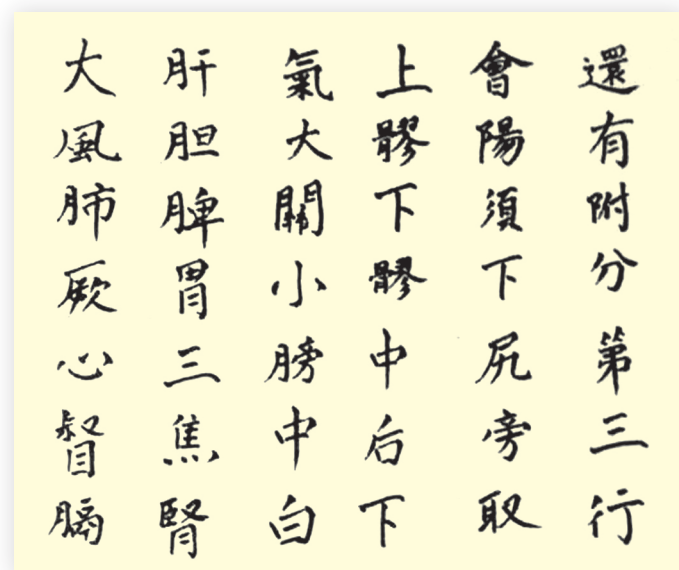 大風肺厥心督膈
肝胆脾胃三焦腎
氣大關小膀中白
上髎下髎中后下
會陽須下尻旁取
還有附分第三行